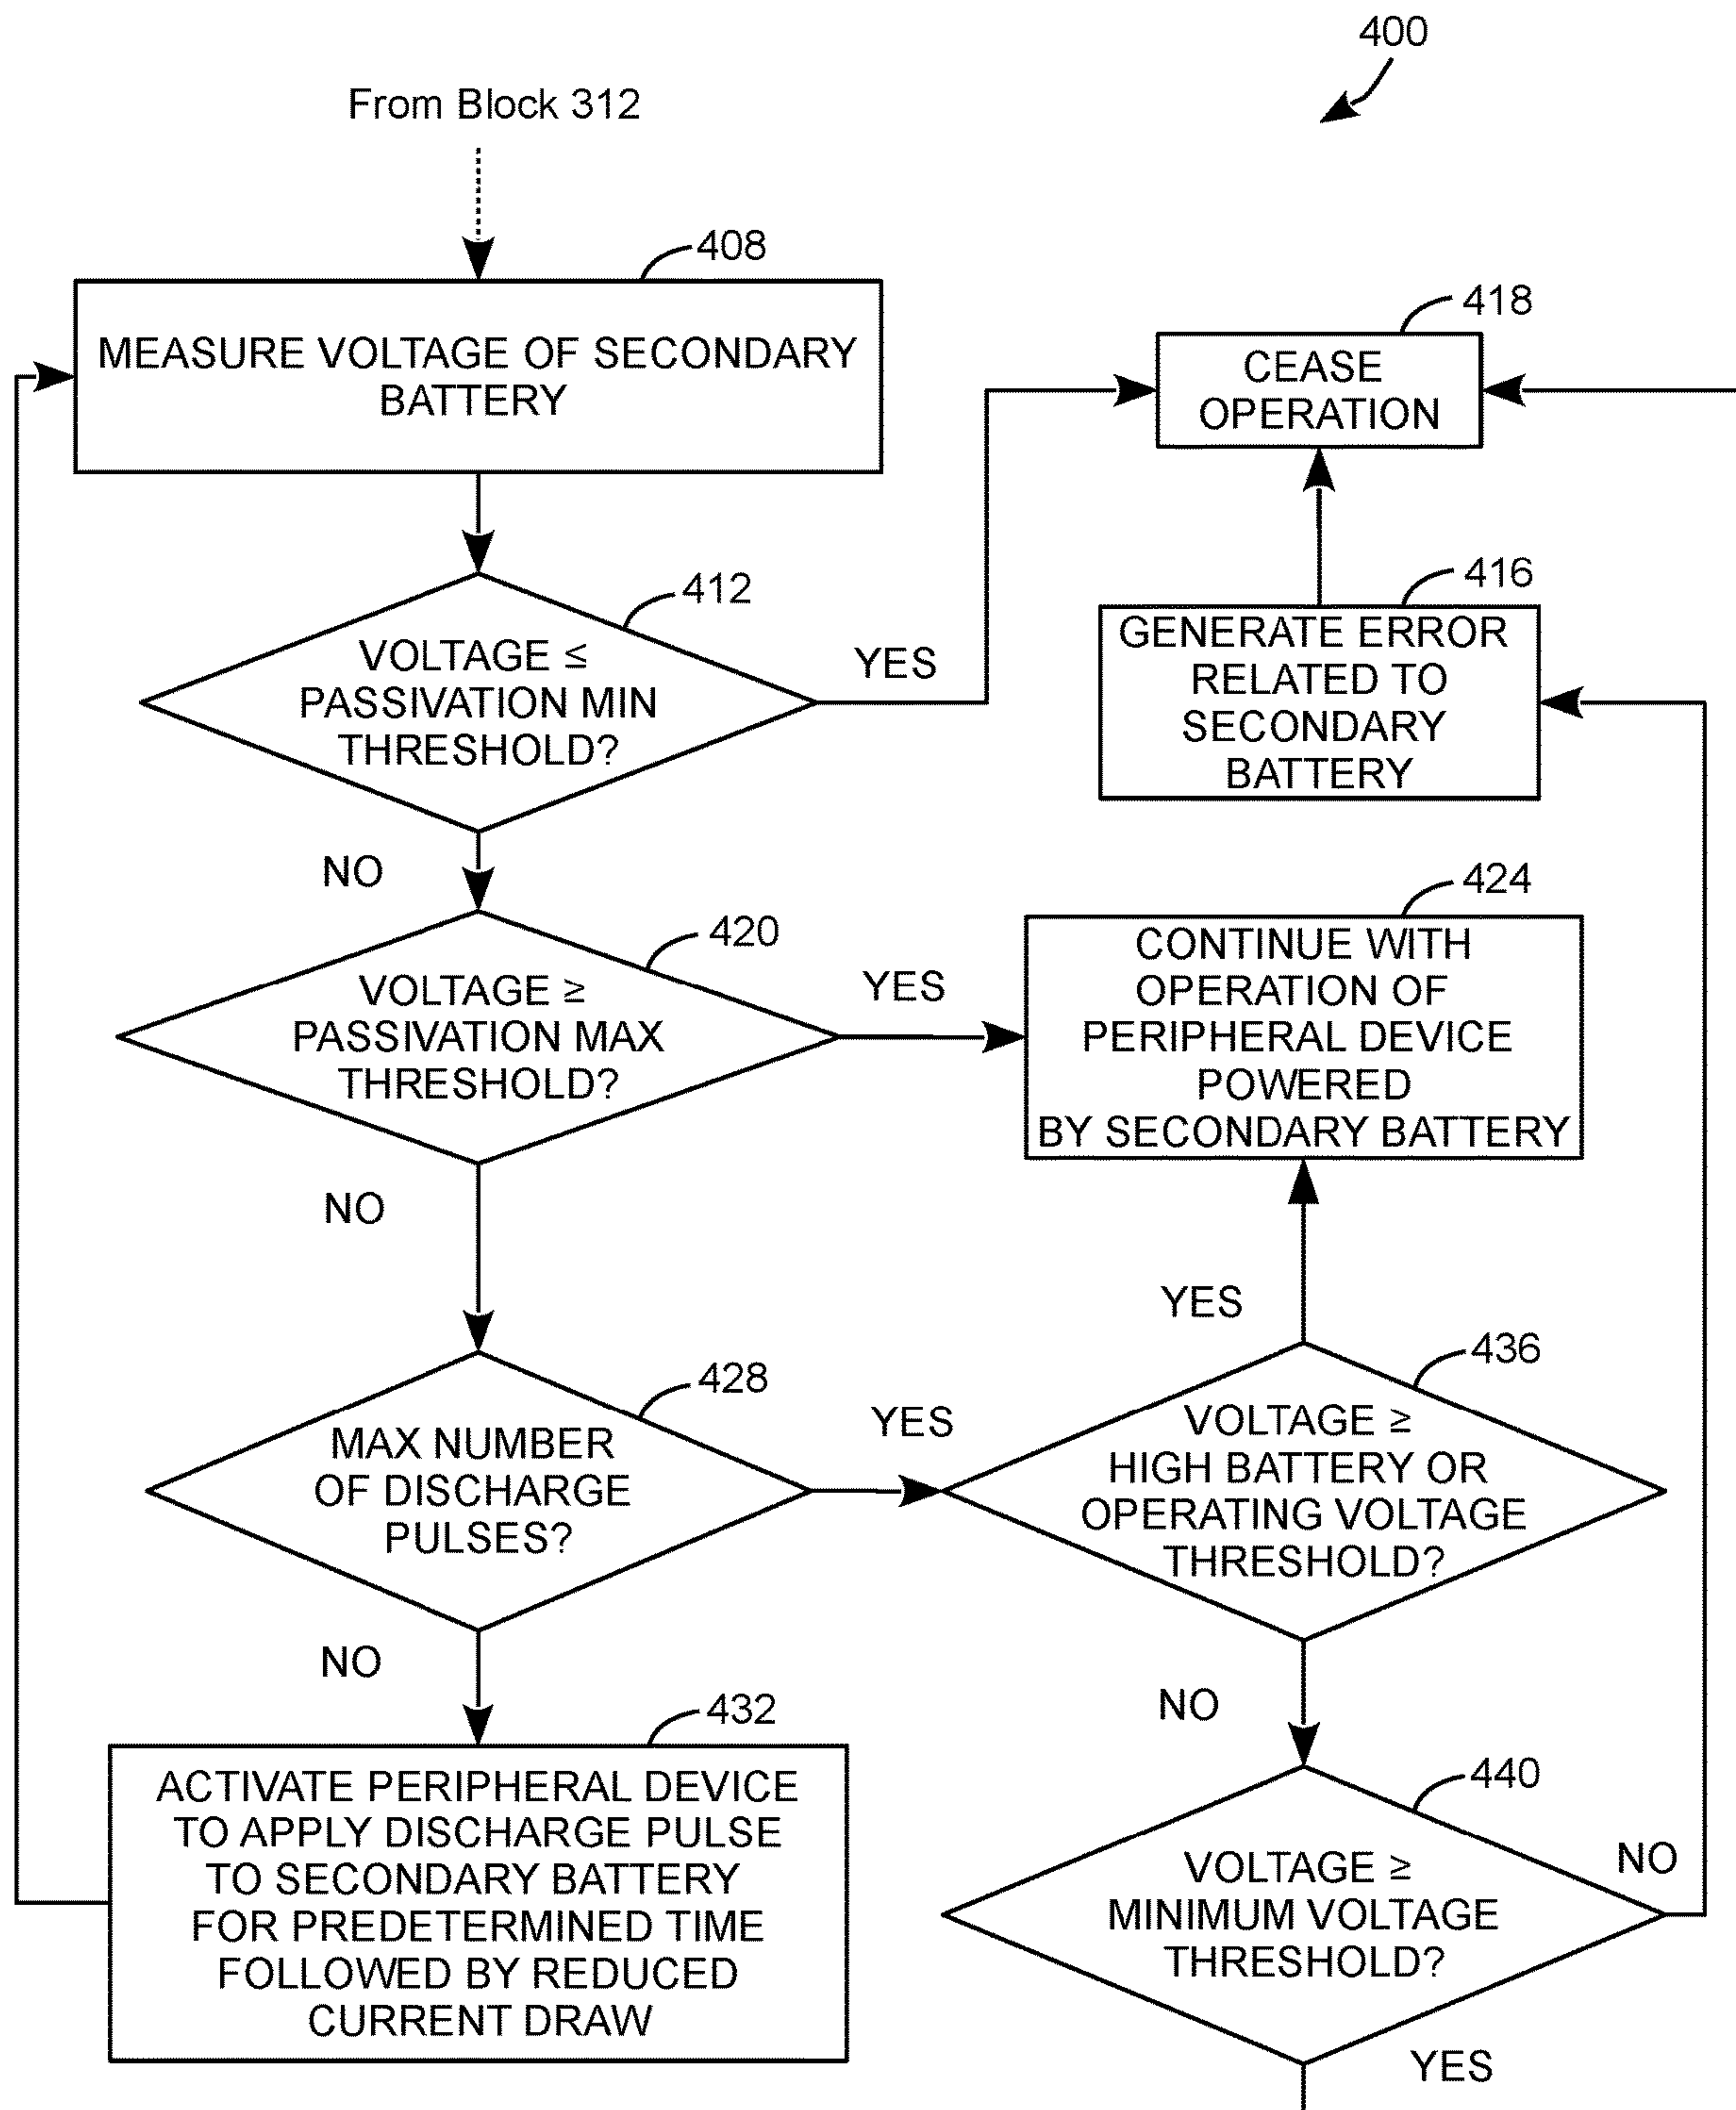 400
From Block 312
408
MEASURE VOLTAGE OF SECONDARY
BATTERY
418
CEASE
OPERATION
412
VOLTAGE ≤
PASSIVATION MIN
THRESHOLD?
YES
NO
416
GENERATE ERROR
RELATED TO
SECONDARY
BATTERY
420
VOLTAGE ≥
PASSIVATION MAX
THRESHOLD?
YES
NO
424
CONTINUE WITH
OPERATION OF
PERIPHERAL DEVICE
POWERED
BY SECONDARY BATTERY
428
MAX NUMBER
OF DISCHARGE
PULSES?
YES
NO
YES
436
VOLTAGE ≥
HIGH BATTERY OR
OPERATING VOLTAGE
THRESHOLD?
NO
432
ACTIVATE PERIPHERAL DEVICE
TO APPLY DISCHARGE PULSE
TO SECONDARY BATTERY
FOR PREDETERMINED TIME
FOLLOWED BY REDUCED
CURRENT DRAW
440
VOLTAGE ≥
MINIMUM VOLTAGE
THRESHOLD?
NO
YES